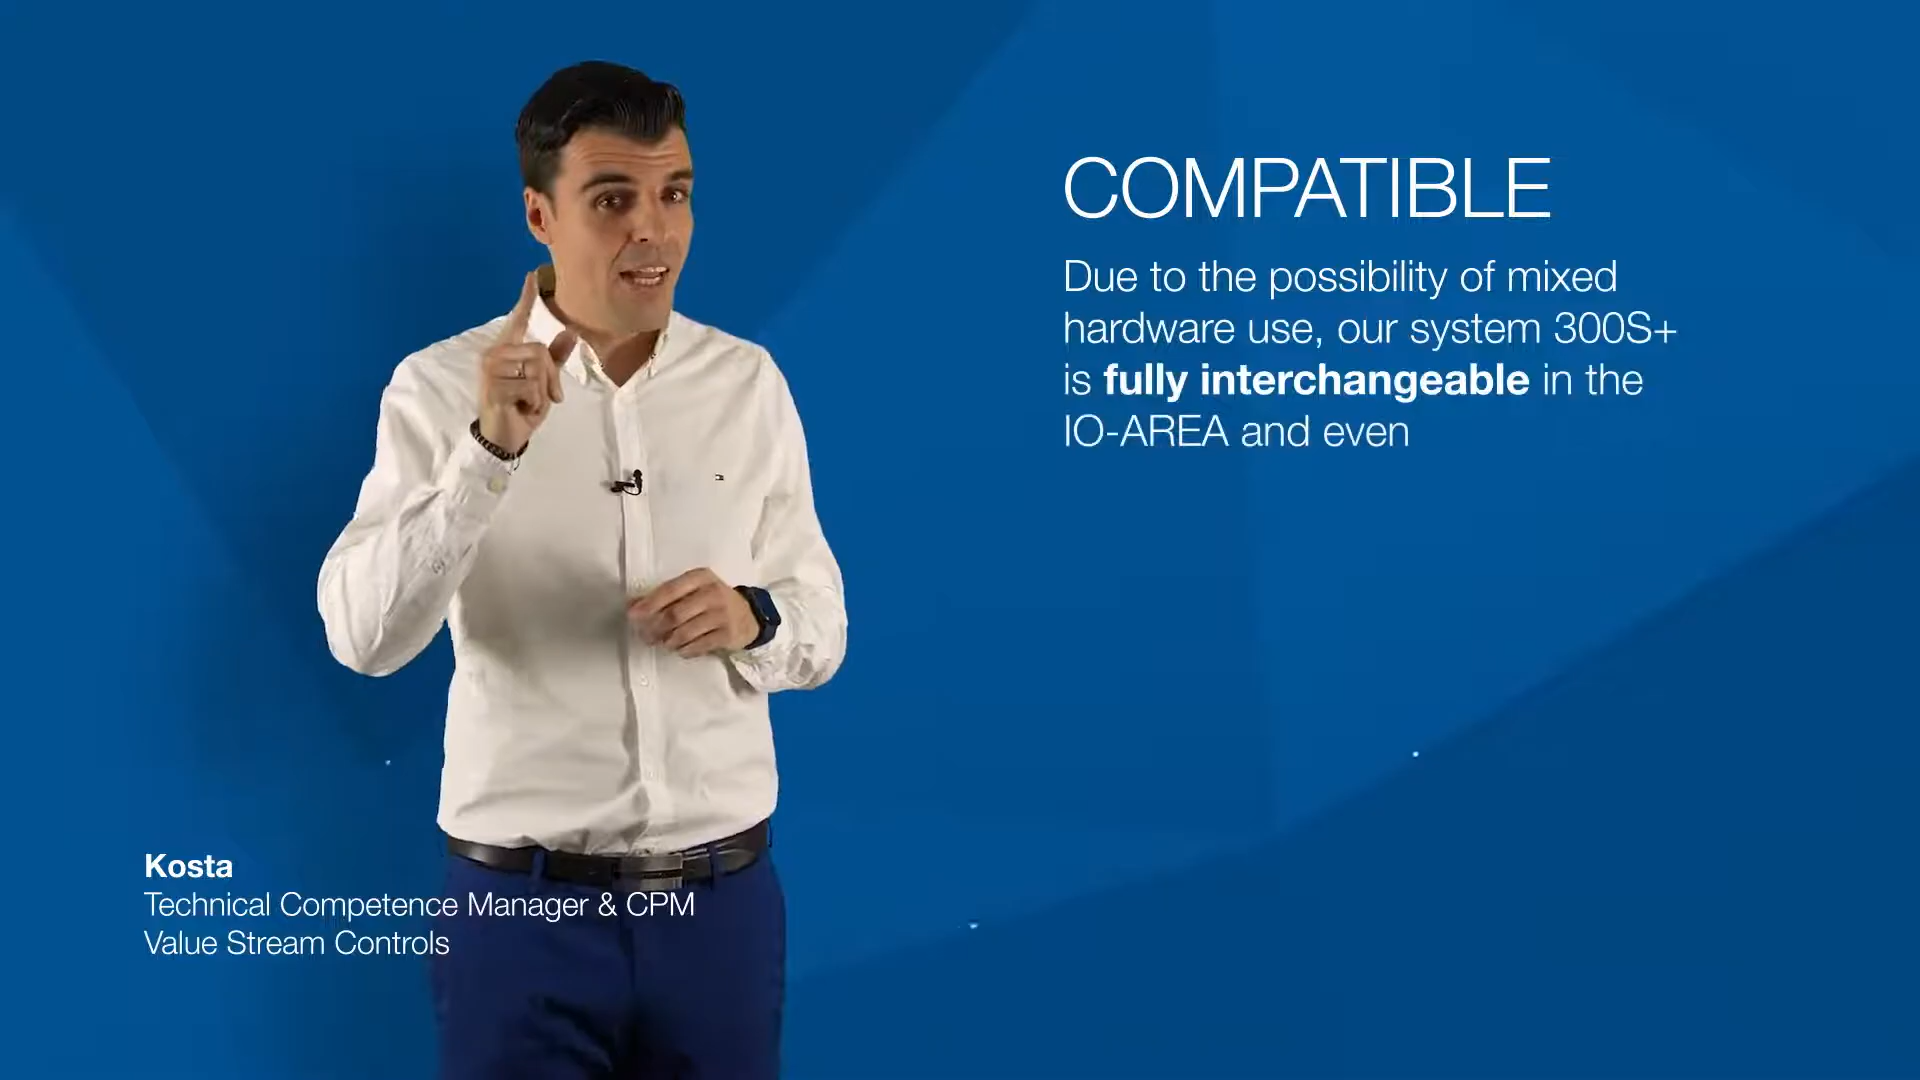 COMPATIBLE
Due to the possibility of mixed
hardware use, our system 300S+
is fully interchangeable in the
IO-AREA and even
Kosta
Technical Competence Manager & CPM
Value Stream Controls